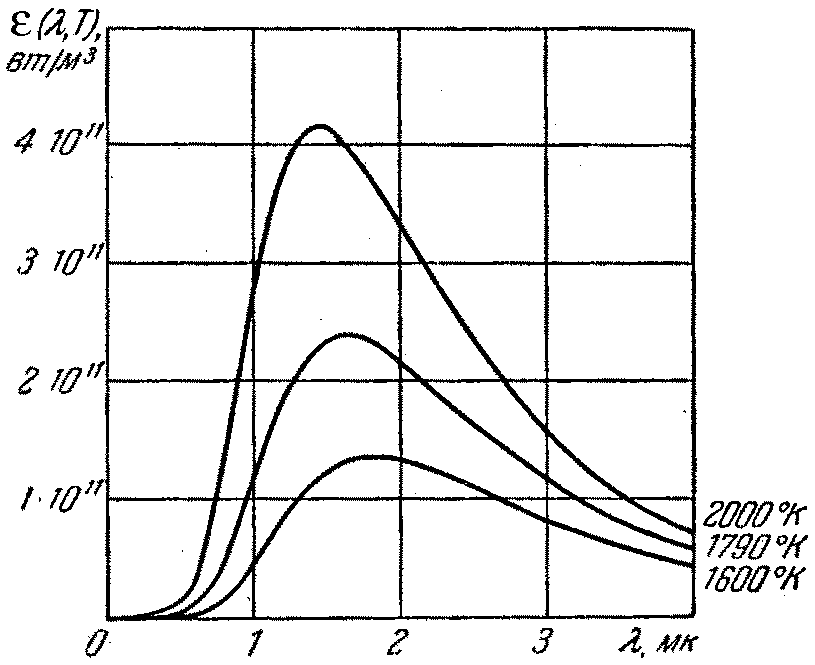 ε(λ,T),
вт/м³
4 10¹¹
3 10¹¹
2 10¹¹
1·10¹¹
2000°К
1790°К
1600°К
0 1 2 3 λ, мк